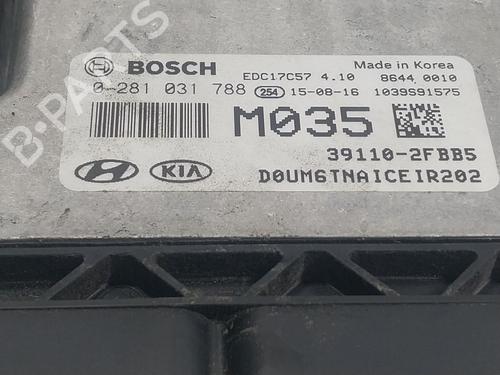 BOSCH EDC17C57 4.10 Made in Korea
8644 0010
0-281 031 788 254 15-08-16 1039S91575
M035
39110-2FBB5
HYUNDAI KIA D0UM6TNAICEIR202
B-PARTS